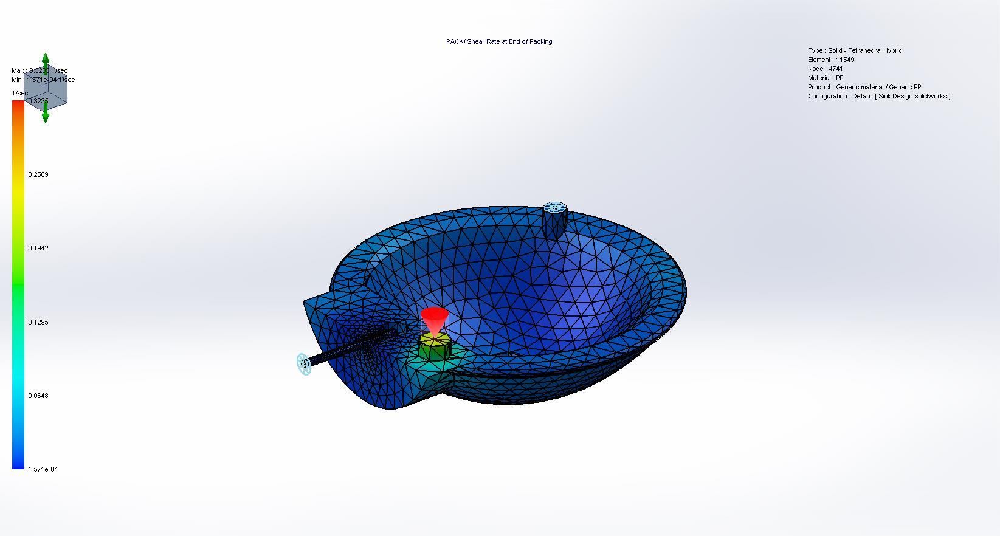 PACK/ Shear Rate at End of Packing
Type : Solid - Tetrahedral Hybrid
Element : 11549
Node : 4741
Material : PP
Product : Generic material / Generic PP
Configuration : Default [ Sink Design solidworks ]
Max : 0.3235 1/sec
Min : 1.571e-04 1/sec
1/sec
0.3235
0.2589
0.1942
0.1295
0.0648
1.571e-04